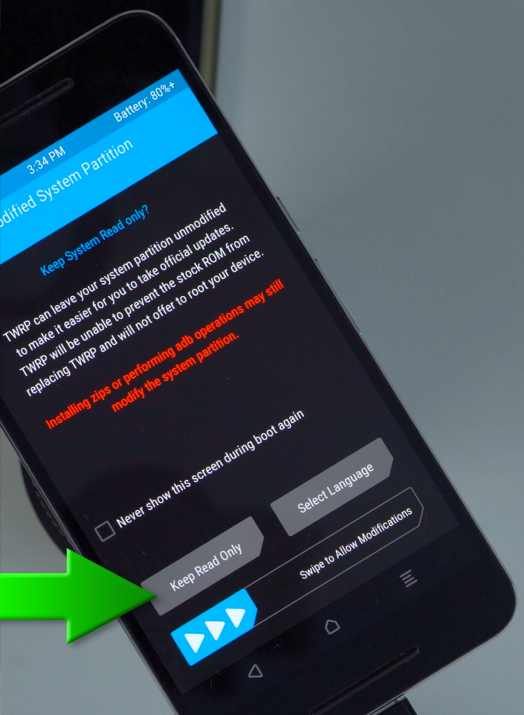 3:34 PM
Battery: 80%+
odified System Partition
Keep System Read only?
TWRP can leave your system partition unmodified
to make it easier for you to take official updates.
TWRP will be unable to prevent the stock ROM from
replacing TWRP and will not offer to root your device.
Installing zips or performing adb operations may still
modify the system partition.
Never show this screen during boot again
Select Language
Keep Read Only
Swipe to Allow Modifications